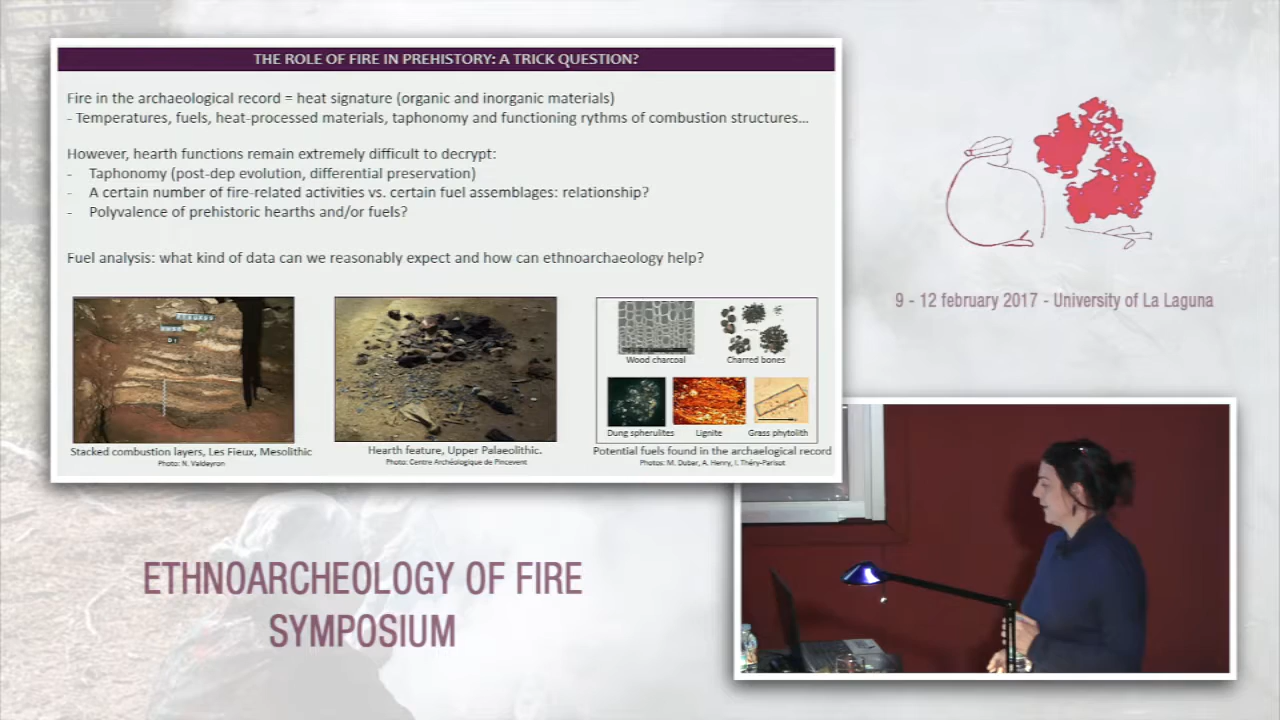 THE ROLE OF FIRE IN PREHISTORY: A TRICK QUESTION?
Fire in the archaeological record = heat signature (organic and inorganic materials)
- Temperatures, fuels, heat-processed materials, taphonomy and functioning rythms of combustion structures...
However, hearth functions remain extremely difficult to decrypt:
- Taphonomy (post-dep evolution, differential preservation)
- A certain number of fire-related activities vs. certain fuel assemblages: relationship?
- Polyvalence of prehistoric hearths and/or fuels?
Fuel analysis: what kind of data can we reasonably expect and how can ethnoarchaeology help?
Wood charcoal
Charred bones
Dung spherulites
Lignite
Grass phytolith
Stacked combustion layers, Les Fieux, Mesolithic
Photo: N. Valdeyron
Hearth feature, Upper Palaeolithic.
Photo: Centre Archéologique de Pincevent
Potential fuels found in the archaelogical record
Photos: M. Dubar, A. Henry, I. Théry-Parisot
9 - 12 february 2017 - University of La Laguna
ETHNOARCHEOLOGY OF FIRE
SYMPOSIUM